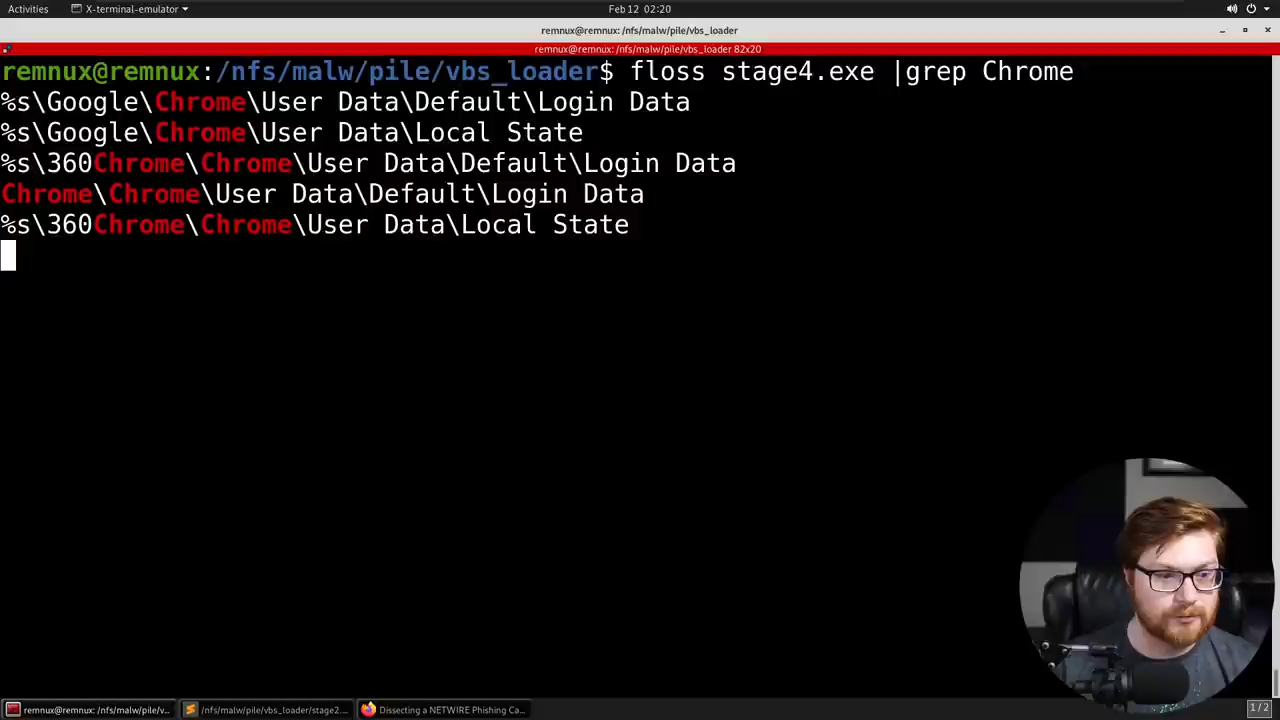 Activities
X-terminal-emulator
Feb 12 02:20
remnux@remnux: /nfs/malw/pile/vbs_loader
remnux@remnux: /nfs/malw/pile/vbs_loader 82x20
remnux@remnux:/nfs/malw/pile/vbs_loader$ floss stage4.exe |grep Chrome
%s\Google\Chrome\User Data\Default\Login Data
%s\Google\Chrome\User Data\Local State
%s\360Chrome\Chrome\User Data\Default\Login Data
Chrome\Chrome\User Data\Default\Login Data
%s\360Chrome\Chrome\User Data\Local State
remnux@remnux: /nfs/malw/pile/v...
/nfs/malw/pile/vbs_loader/stage2....
Dissecting a NETWIRE Phishing Ca...
1/2